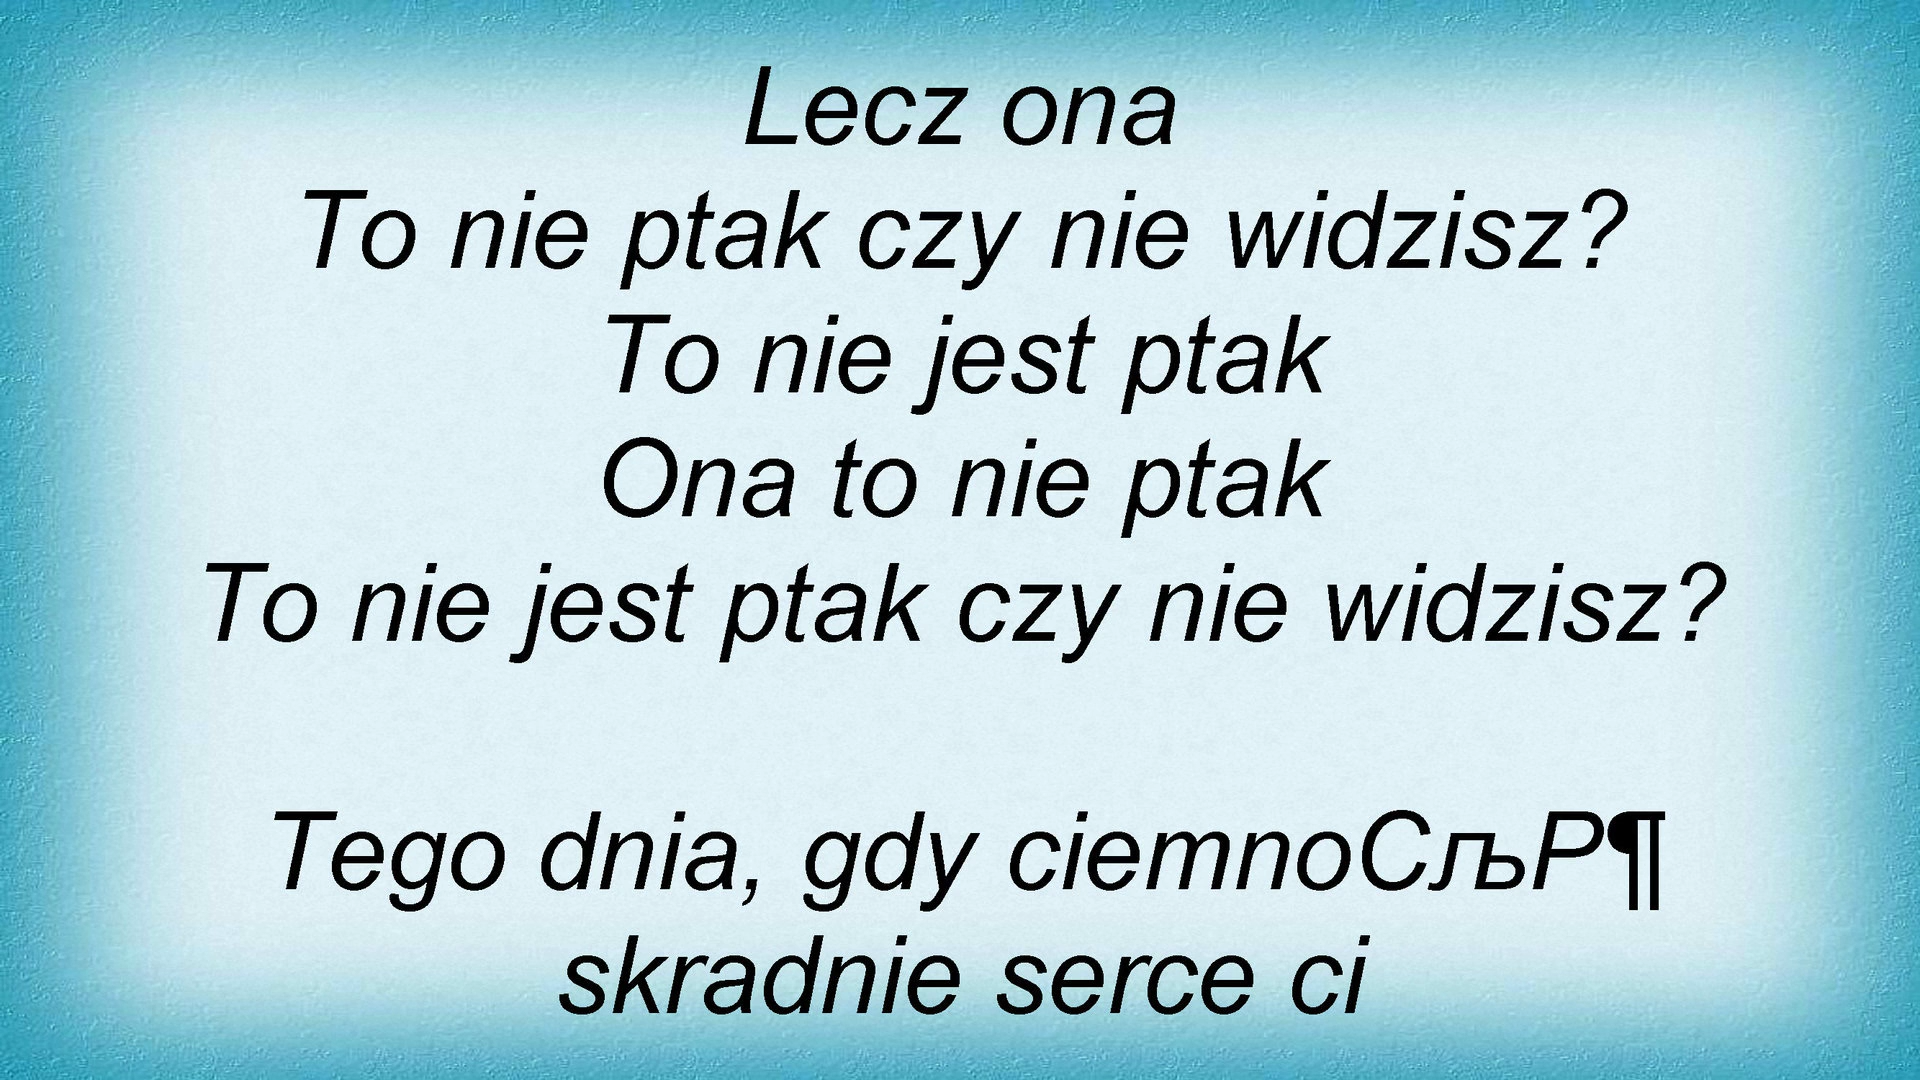 Lecz ona
To nie ptak czy nie widzisz?
To nie jest ptak
Ona to nie ptak
To nie jest ptak czy nie widzisz?
Tego dnia, gdy ciemnoСљР¶
skradnie serce ci